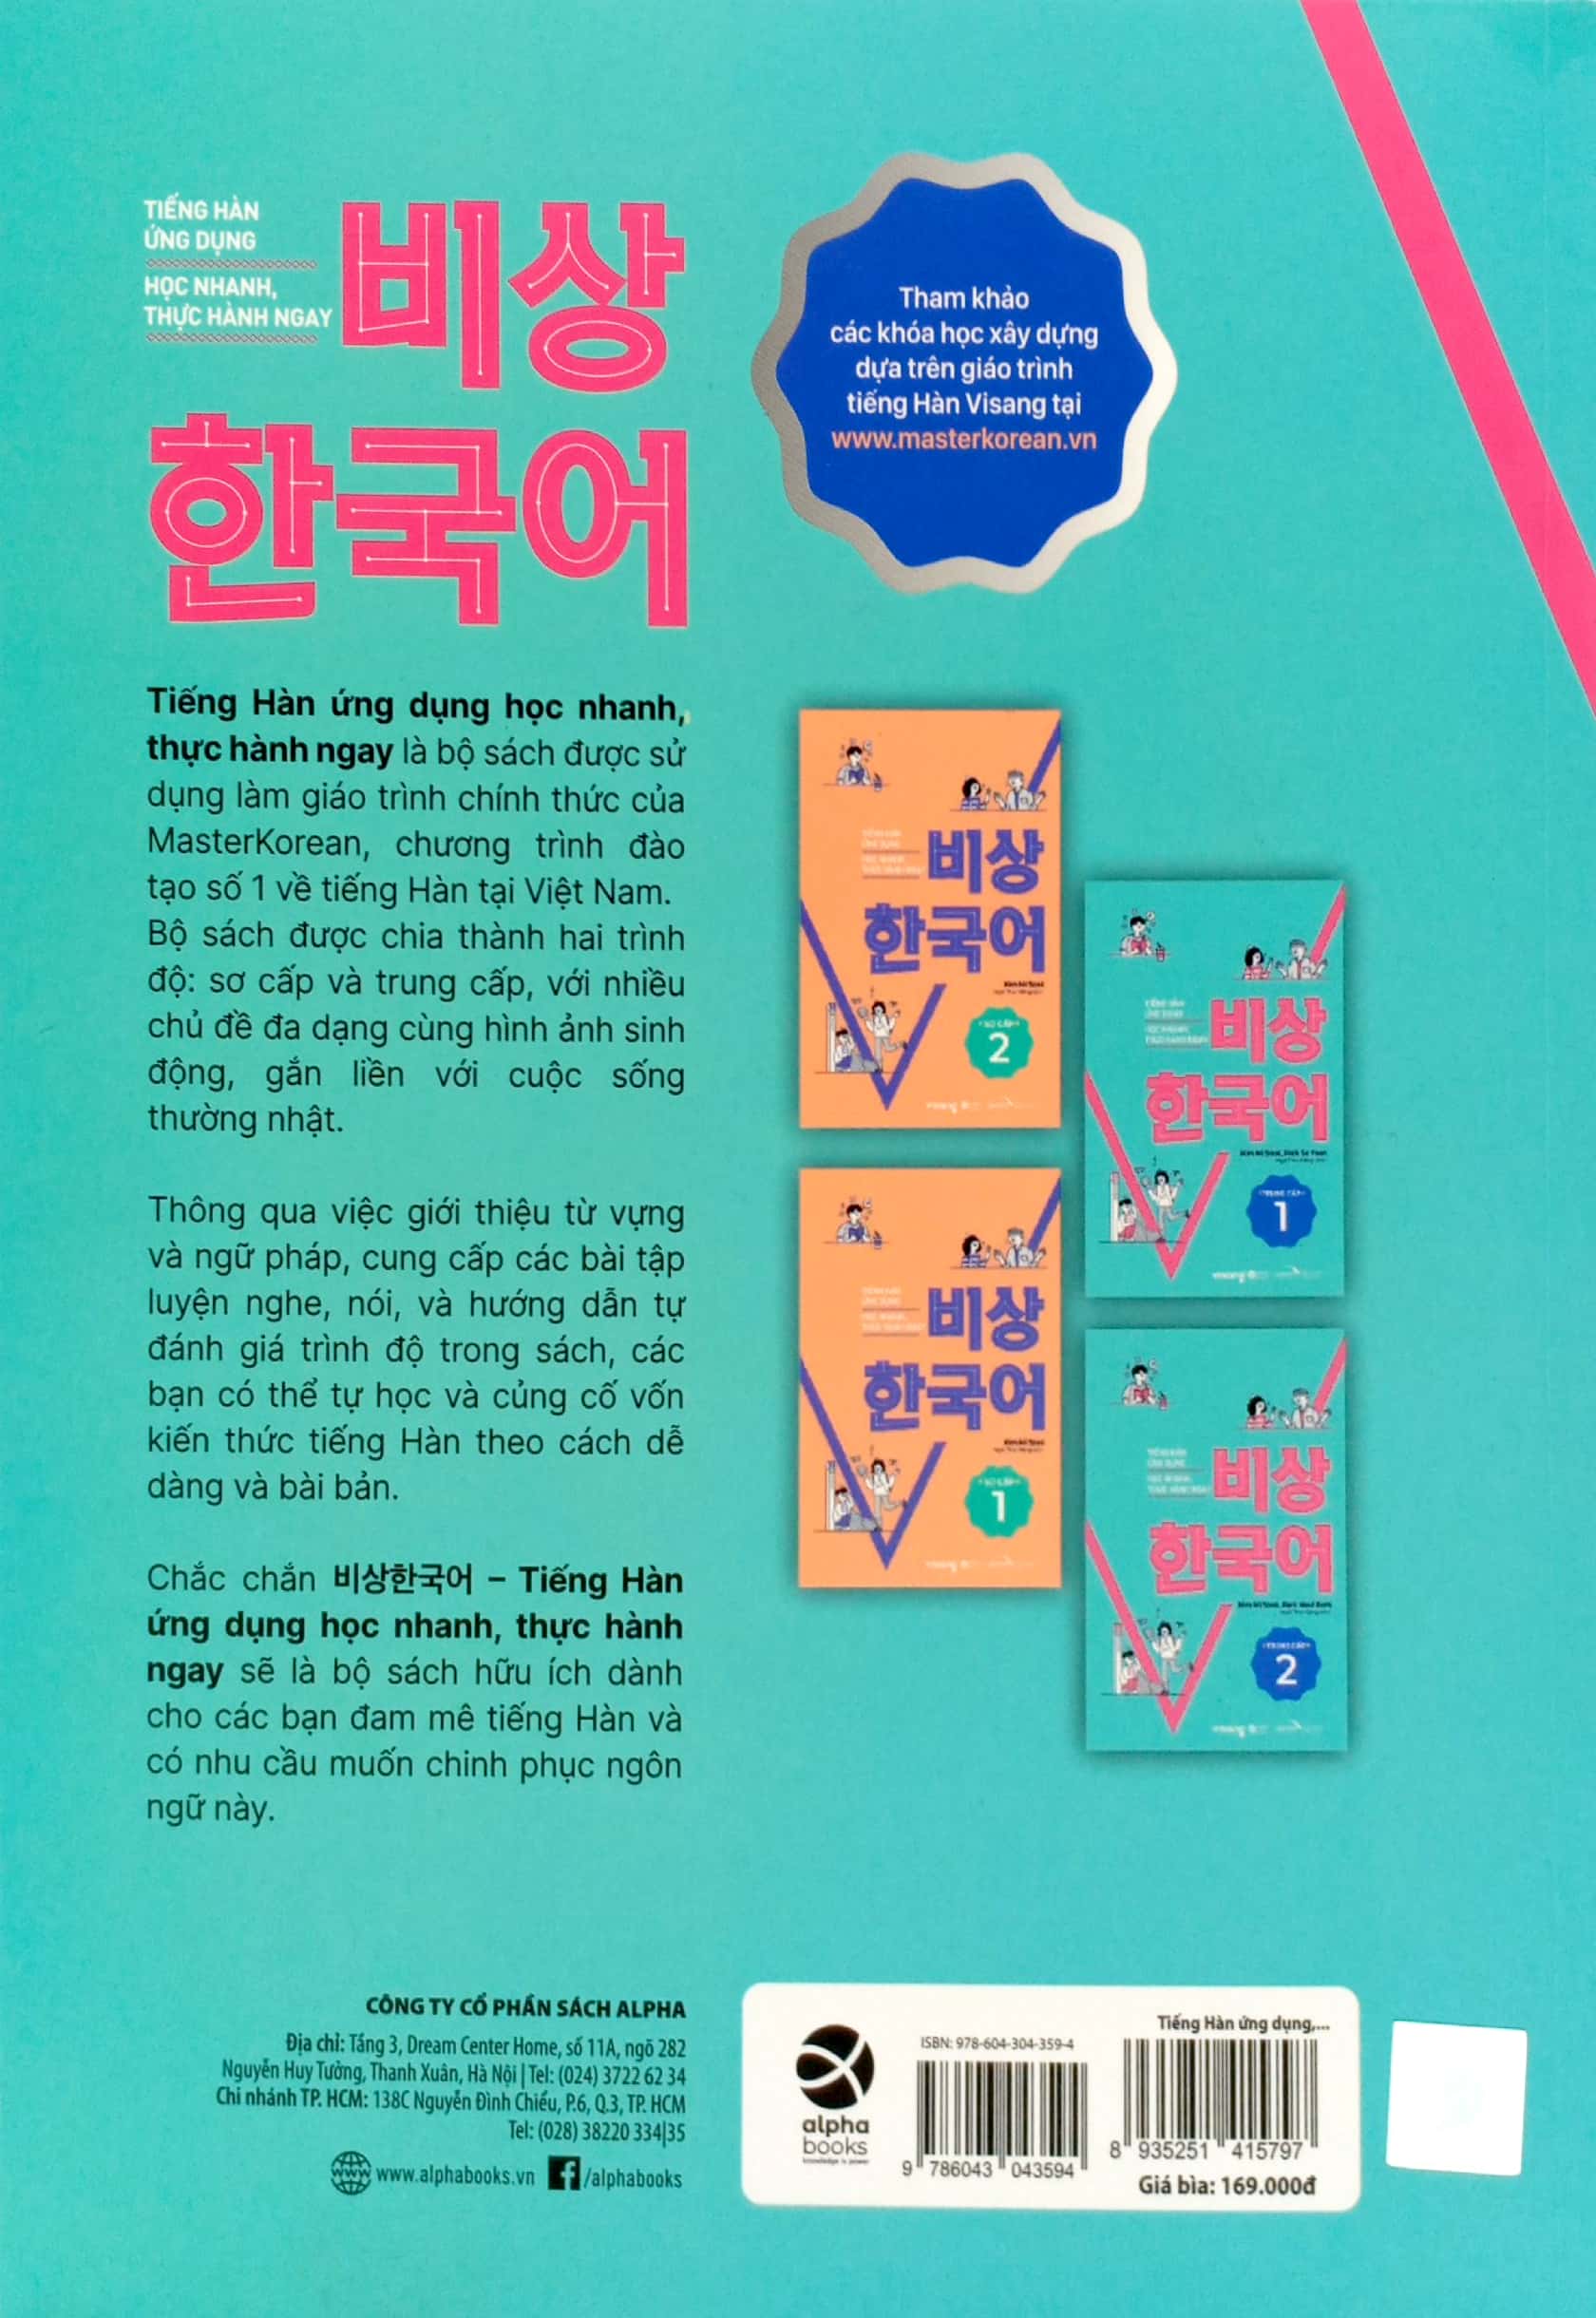 TIẾNG HÀN
ỨNG DỤNG
HỌC NHANH,
THỰC HÀNH NGAY
비상
한국어
Tham khảo
các khóa học xây dựng
dựa trên giáo trình
tiếng Hàn Visang tại
www.masterkorean.vn
Tiếng Hàn ứng dụng học nhanh,
thực hành ngay là bộ sách được sử
dụng làm giáo trình chính thức của
MasterKorean, chương trình đào
tạo số 1 về tiếng Hàn tại Việt Nam.
Bộ sách được chia thành hai trình
độ: sơ cấp và trung cấp, với nhiều
chủ đề đa dạng cùng hình ảnh sinh
động, gắn liền với cuộc sống
thường nhật.
Thông qua việc giới thiệu từ vựng
và ngữ pháp, cung cấp các bài tập
luyện nghe, nói, và hướng dẫn tự
đánh giá trình độ trong sách, các
bạn có thể tự học và củng cố vốn
kiến thức tiếng Hàn theo cách dễ
dàng và bài bản.
Chắc chắn 비상한국어 – Tiếng Hàn
ứng dụng học nhanh, thực hành
ngay sẽ là bộ sách hữu ích dành
cho các bạn đam mê tiếng Hàn và
có nhu cầu muốn chinh phục ngôn
ngữ này.
비상
한국어
2
비상
한국어
1
비상
한국어
1
비상
한국어
2
CÔNG TY CỔ PHẦN SÁCH ALPHA
Địa chỉ: Tầng 3, Dream Center Home, số 11A, ngõ 282
Nguyễn Huy Tưởng, Thanh Xuân, Hà Nội | Tel: (024) 3722 62 34
Chi nhánh TP. HCM: 138C Nguyễn Đình Chiểu, P.6, Q.3, TP. HCM
Tel: (028) 38220 334|35
www.alphabooks.vn
/alphabooks
alpha
books
knowledge is power
ISBN: 978-604-304-359-4
9 786043 043594
Tiếng Hàn ứng dụng,...
8 935251 415797
Giá bìa: 169.000đ